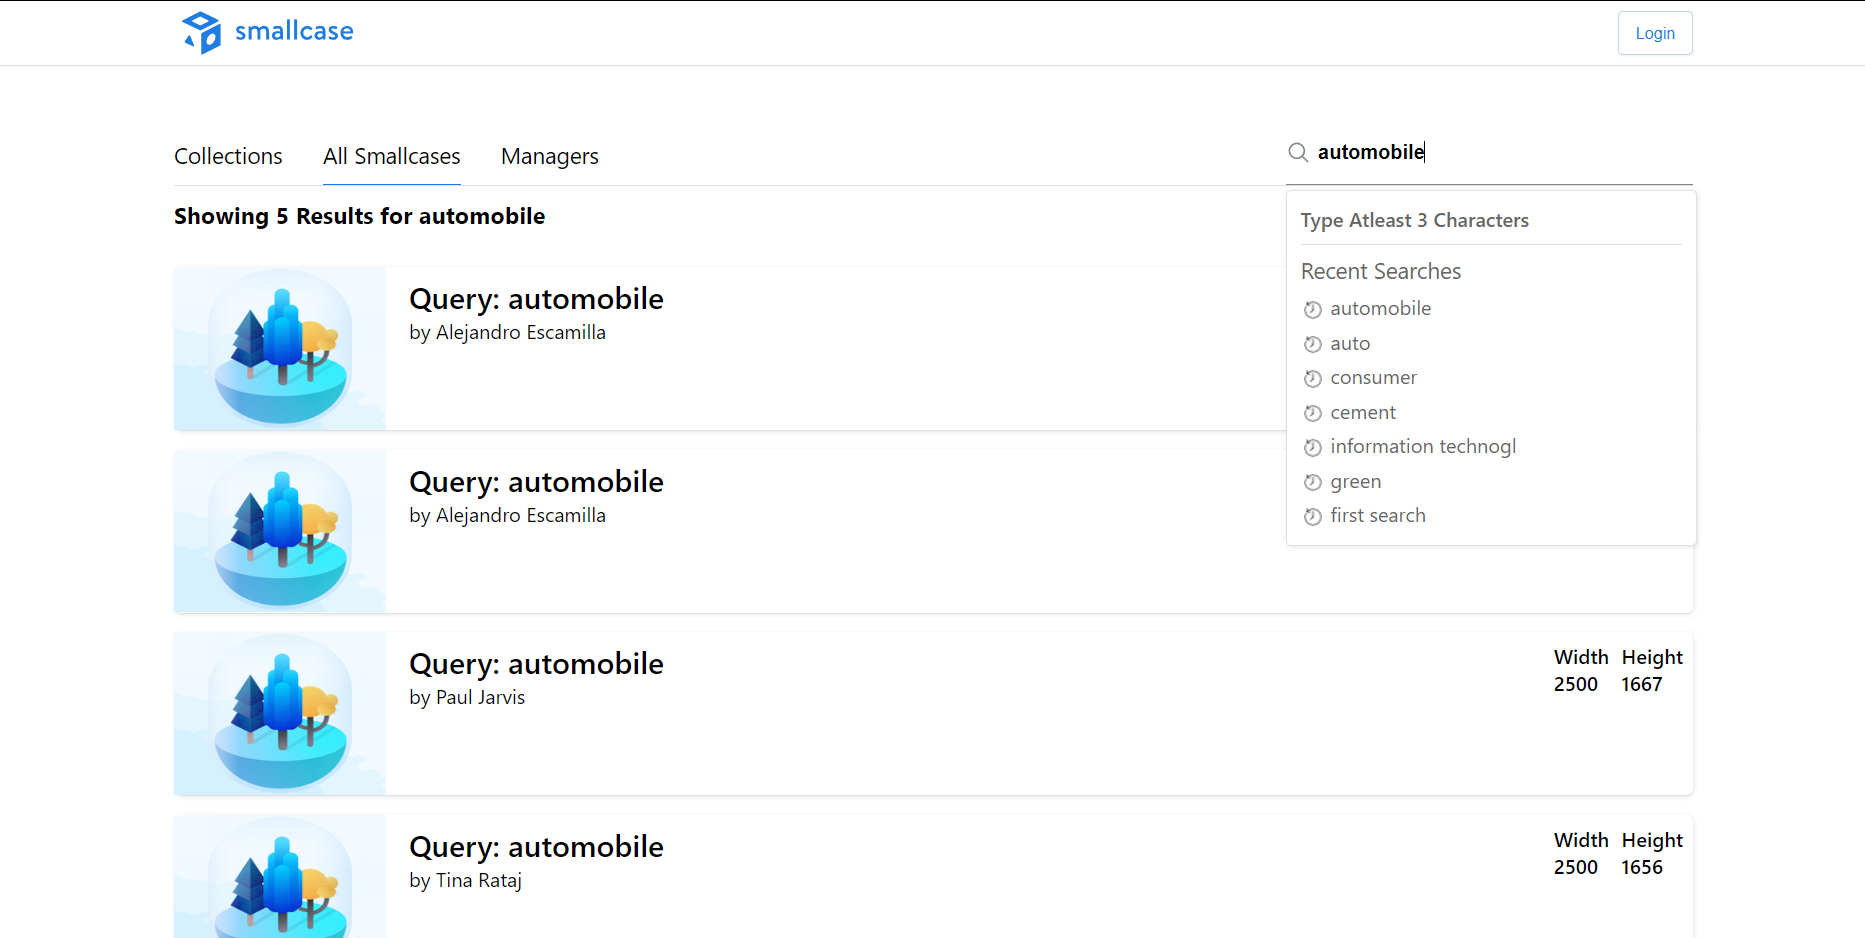 smallcase
Login
Collections
All Smallcases
Managers
automobile
Showing 5 Results for automobile
Type Atleast 3 Characters
Recent Searches
automobile
auto
consumer
cement
information technogl
green
first search
Query: automobile
by Alejandro Escamilla
Query: automobile
by Alejandro Escamilla
Query: automobile
by Paul Jarvis
Width Height
2500 1667
Query: automobile
by Tina Rataj
Width Height
2500 1656